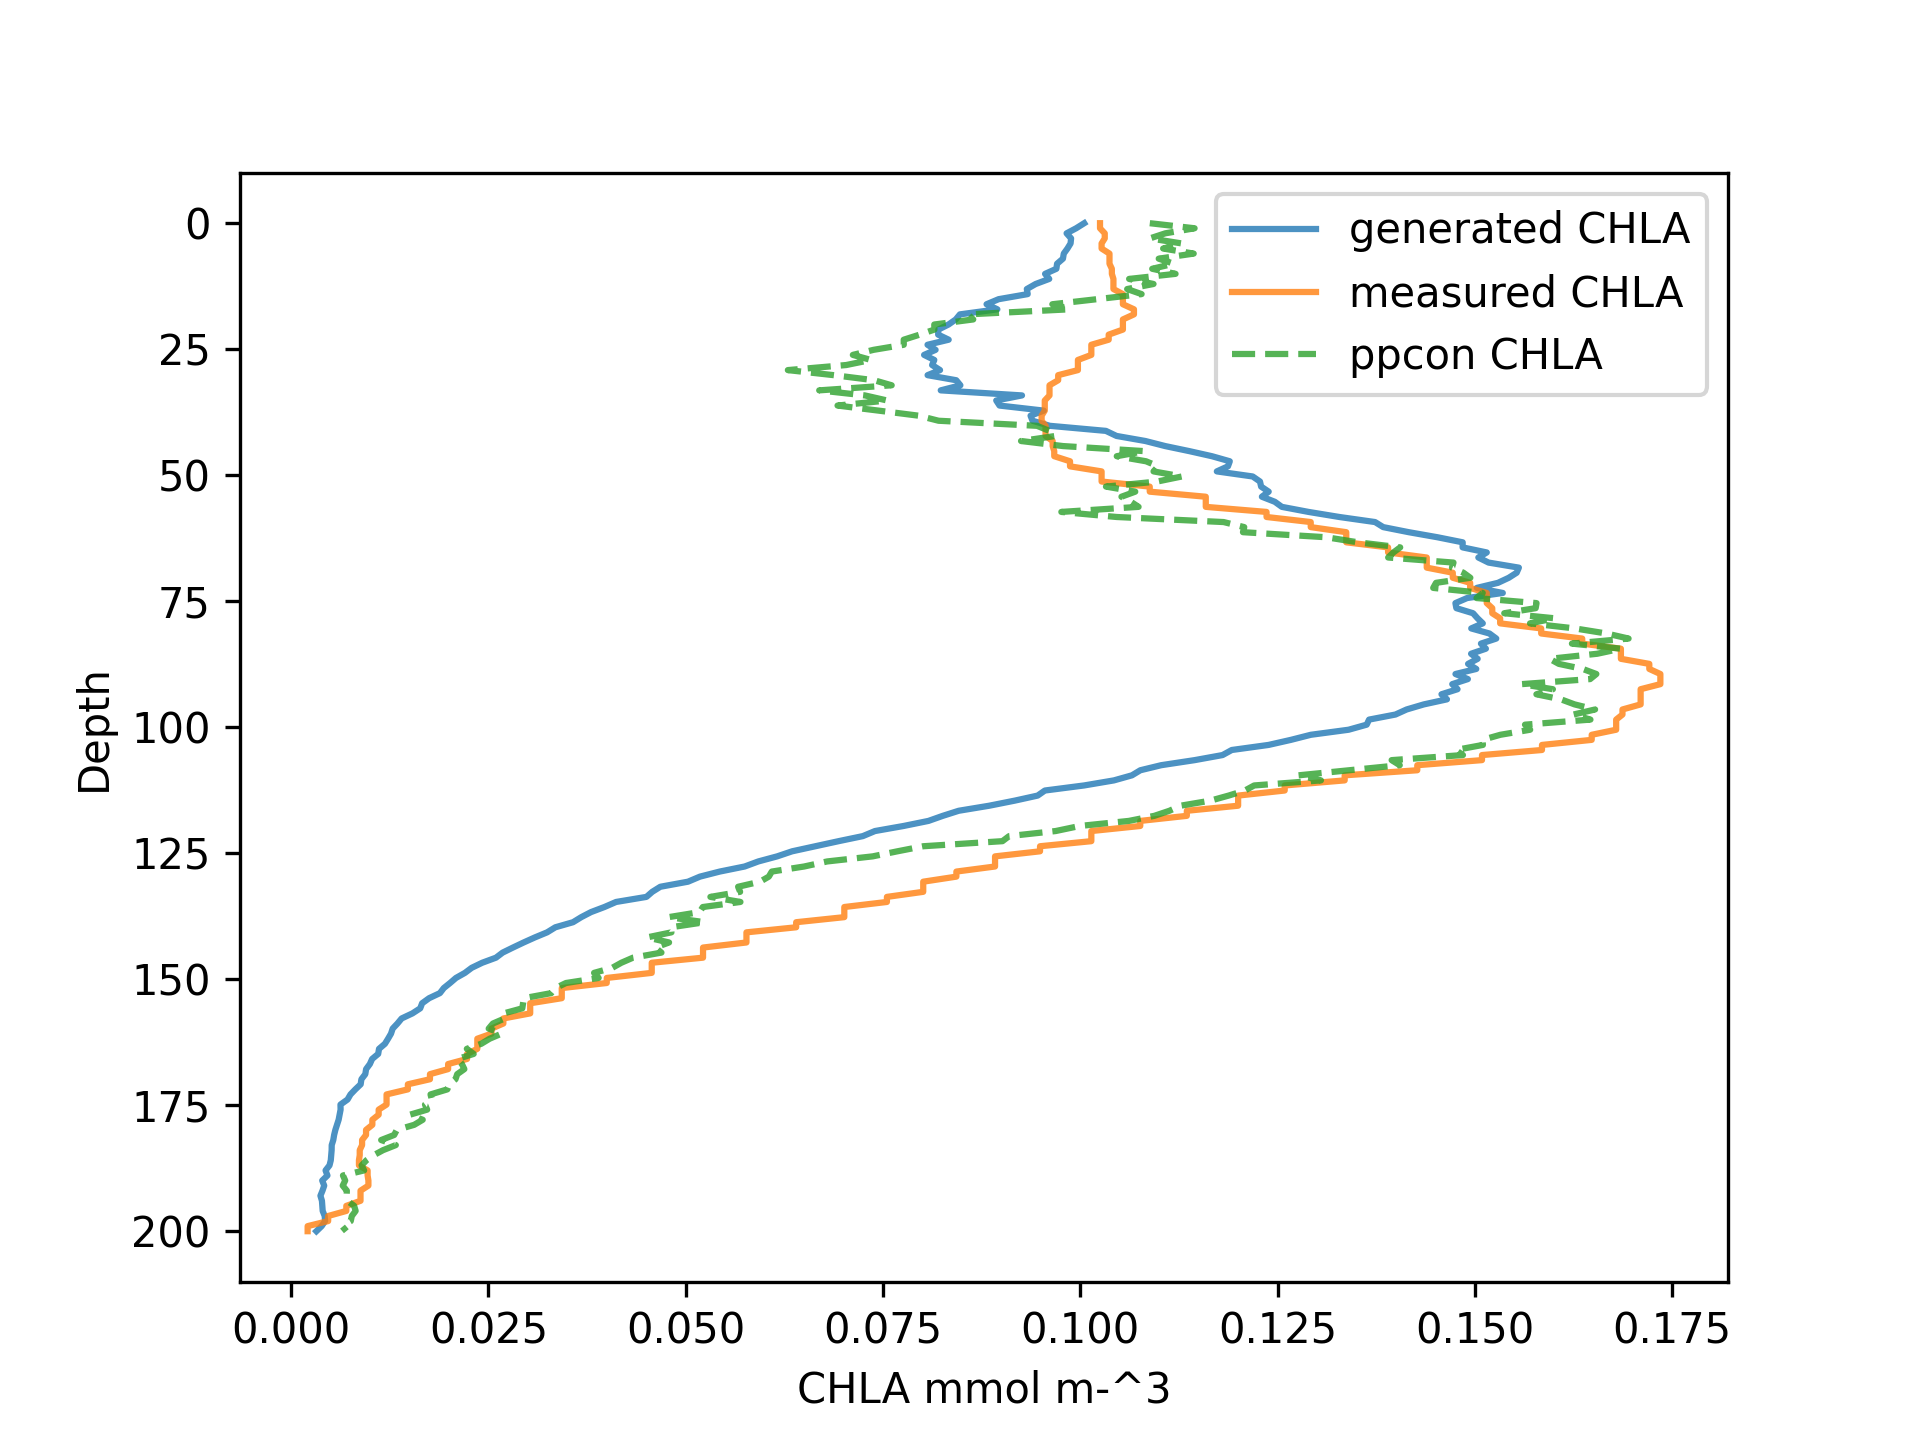 generated CHLA
measured CHLA
ppcon CHLA
0
25
50
75
100
125
150
175
200
Depth
0.000 0.025 0.050 0.075 0.100 0.125 0.150 0.175
CHLA mmol m-^3